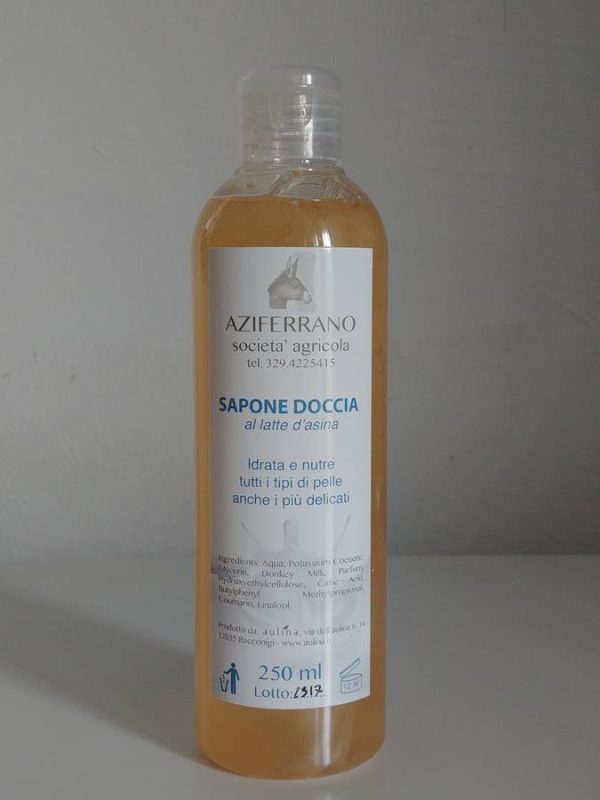 AZIFERRANO
societa' agricola
tel. 329.4225415
SAPONE DOCCIA
al latte d'asina
Idrata e nutre
tutti i tipi di pelle
anche i più delicati
Ingredients: Aqua, Potassium Cocoate,
Glycerin, Donkey Milk, Parfum,
Hydroxyethylcellulose, Citric Acid,
Butylphenyl Methylpropional,
Coumarin, Linalool.
Prodotto da aulina, via dell'aulina n. 14
12035 Racconigi - www.aulina.it
250 ml
Lotto: 2317
12 M